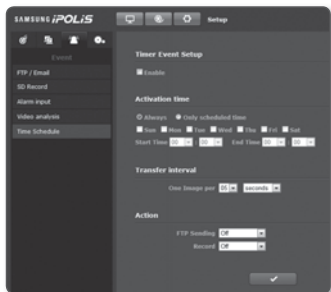 SAMSUNG iPOLiS
Setup
Event
FTP / Email
SD Record
Alarm input
Video analysis
Time Schedule
Timer Event Setup
Enable
Activation time
Always Only scheduled time
Sun Mon Tue Wed Thu Fri Sat
Start Time 00 : 00 End Time 00 : 00
Transfer interval
One Image per seconds
Action
FTP Sending Off
Record Off